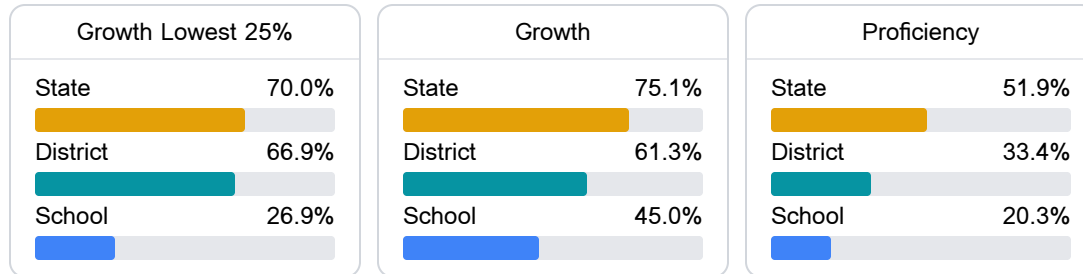 Growth Lowest 25%
State 70.0%
District 66.9%
School 26.9%
Growth
State 75.1%
District 61.3%
School 45.0%
Proficiency
State 51.9%
District 33.4%
School 20.3%